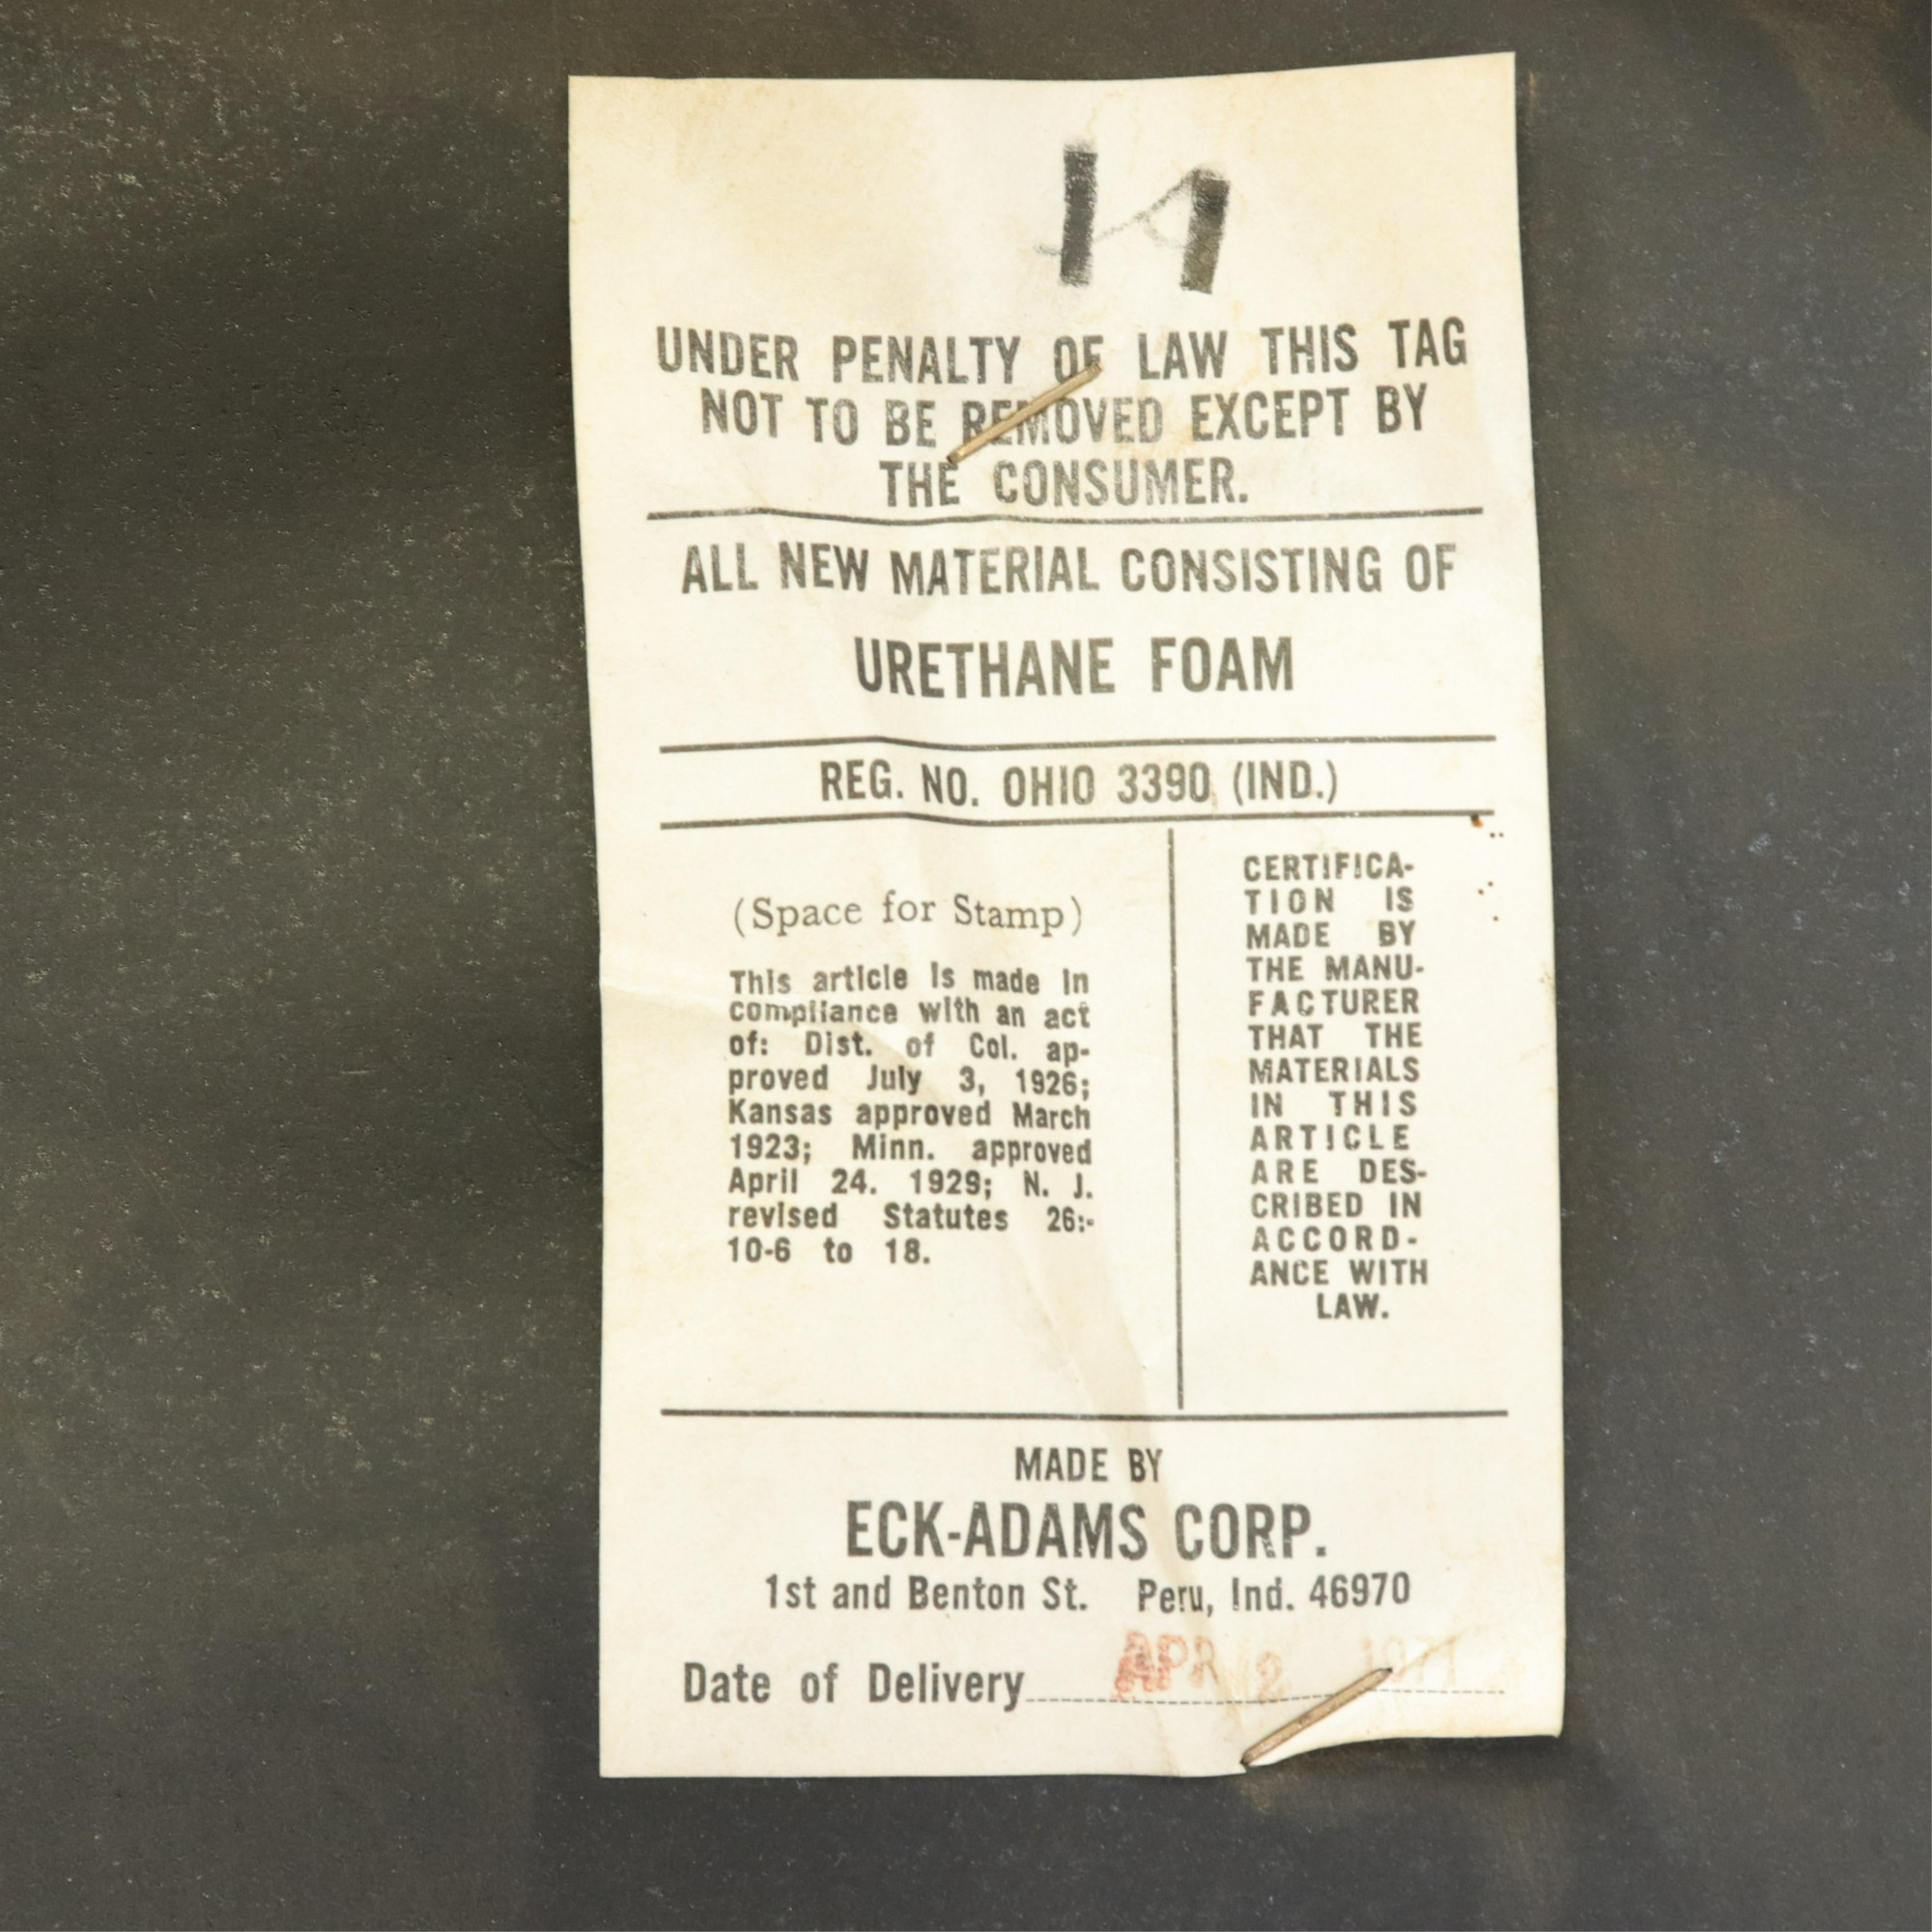 UNDER PENALTY OF LAW THIS TAG
NOT TO BE REMOVED EXCEPT BY
THE CONSUMER.
ALL NEW MATERIAL CONSISTING OF
URETHANE FOAM
REG. NO. OHIO 3390 (IND.)
(Space for Stamp)
This article is made in
compliance with an act
of: Dist. of Col. ap-
proved July 3, 1926;
Kansas approved March
1923; Minn. approved
April 24. 1929; N. J.
revised Statutes 26:-
10-6 to 18.
CERTIFICA-
TION IS
MADE BY
THE MANU-
FACTURER
THAT THE
MATERIALS
IN THIS
ARTICLE
ARE DES-
CRIBED IN
ACCORD-
ANCE WITH
LAW.
MADE BY
ECK-ADAMS CORP.
1st and Benton St. Peru, Ind. 46970
Date of Delivery APR